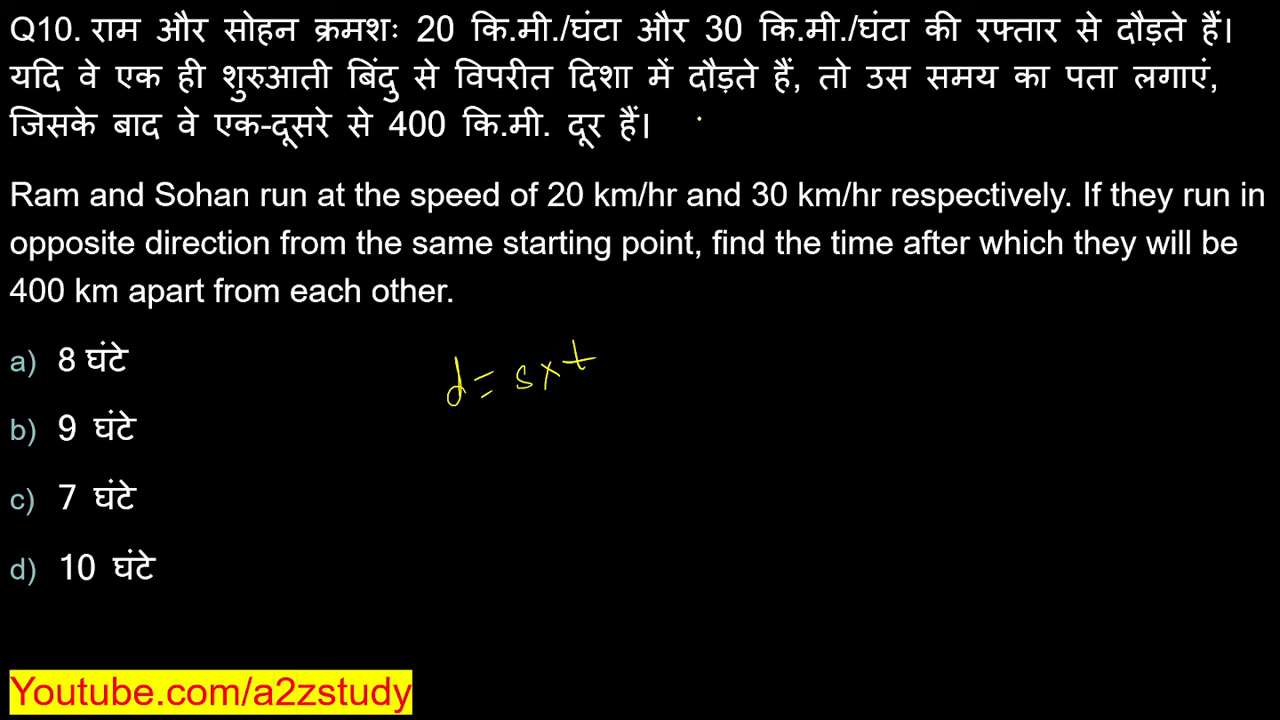 Q10. राम और सोहन क्रमशः 20 कि.मी./घंटा और 30 कि.मी./घंटा की रफ्तार से दौड़ते हैं।
यदि वे एक ही शुरुआती बिंदु से विपरीत दिशा में दौड़ते हैं, तो उस समय का पता लगाएं,
जिसके बाद वे एक-दूसरे से 400 कि.मी. दूर हैं।
Ram and Sohan run at the speed of 20 km/hr and 30 km/hr respectively. If they run in
opposite direction from the same starting point, find the time after which they will be
400 km apart from each other.
a) 8 घंटे
d = s x t
b) 9 घंटे
c) 7 घंटे
d) 10 घंटे
Youtube.com/a2zstudy